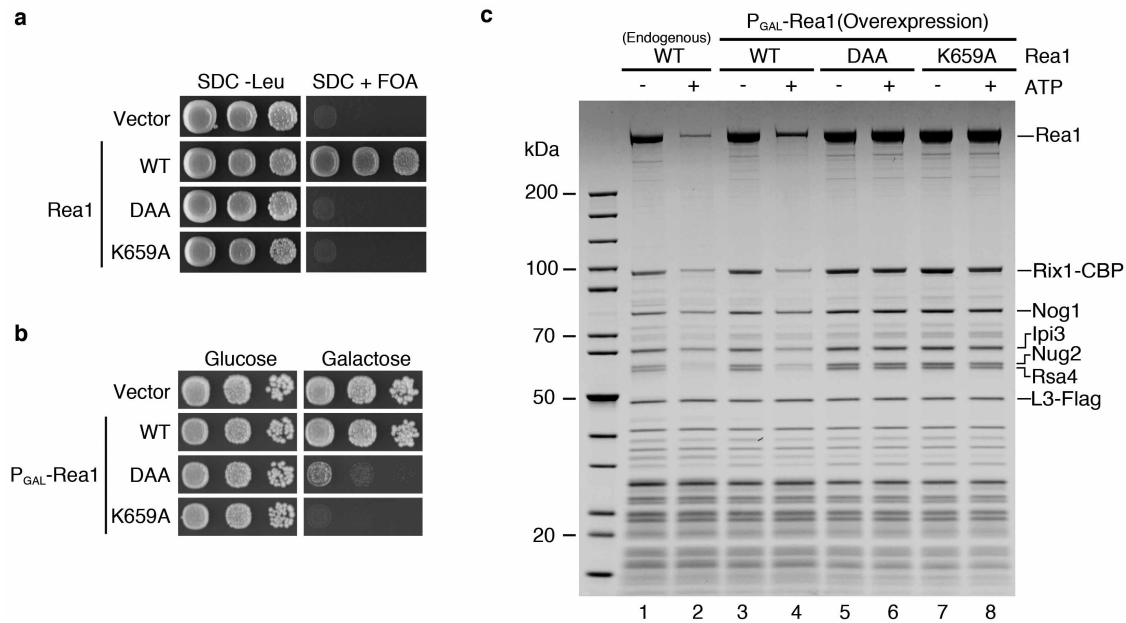 a
SDC -Leu SDC + FOA
Vector
WT
Rea1
DAA
K659A
b
Glucose Galactose
Vector
WT
PGAL-Rea1
DAA
K659A
c
PGAL-Rea1(Overexpression)
(Endogenous)
WT WT DAA K659A Rea1
- + - + - + - + ATP
kDa
Rea1
200
100
Rix1-CBP
Nog1
70
Ipi3
Nug2
Rsa4
50
L3-Flag
20
1 2 3 4 5 6 7 8